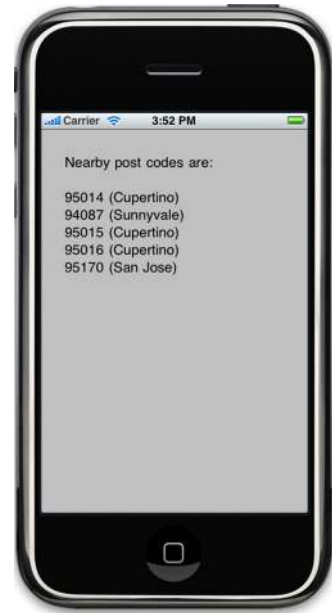 Carrier
3:52 PM
Nearby post codes are:
95014 (Cupertino)
94087 (Sunnyvale)
95015 (Cupertino)
95016 (Cupertino)
95170 (San Jose)